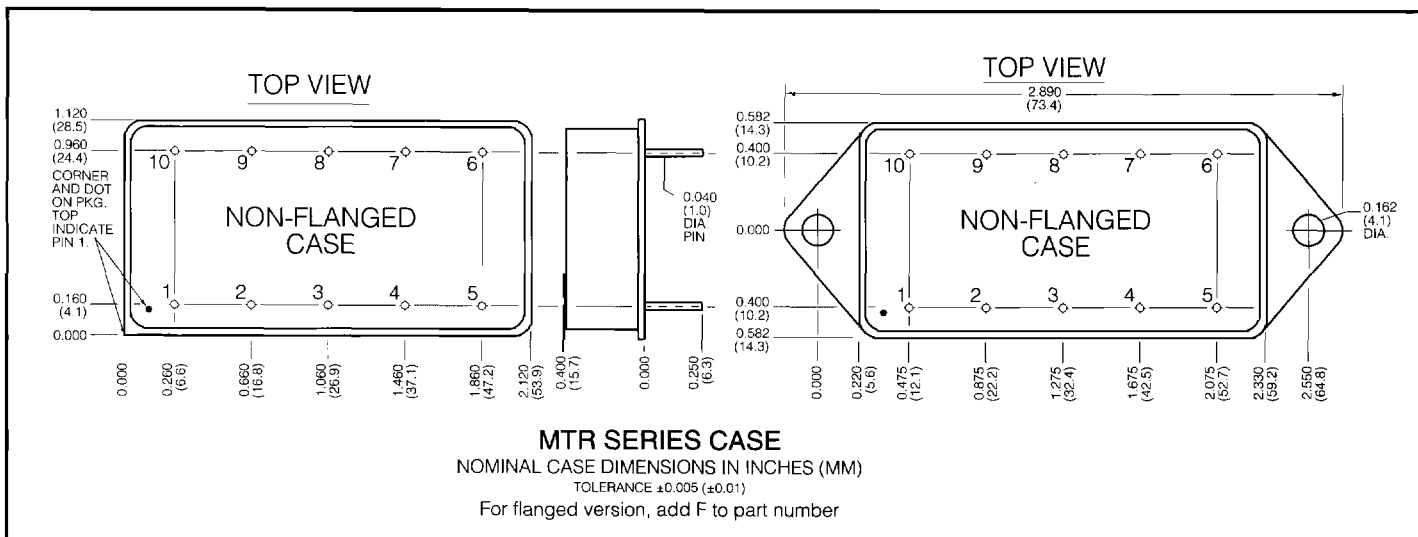 TOP VIEW
1.120
(28.5)
0.960
(24.4)
CORNER
AND DOT
ON PKG.
TOP
INDICATE
PIN 1.
0.160
(4.1)
0.000
10 9 8 7 6
NON-FLANGED
CASE
1 2 3 4 5
0.000
0.260
(6.6)
0.660
(16.8)
1.060
(26.9)
1.460
(37.1)
1.860
(47.2)
2.120
(53.9)
0.040
(1.0)
DIA.
PIN
0.400
(15.7)
0.000
0.250
(6.3)
TOP VIEW
2.890
(73.4)
0.582
(14.3)
0.400
(10.2)
0.000
0.400
(10.2)
0.582
(14.3)
10 9 8 7 6
NON-FLANGED
CASE
1 2 3 4 5
0.162
(4.1)
DIA.
0.000
0.220
(5.6)
0.475
(12.1)
0.875
(22.2)
1.275
(32.4)
1.675
(42.5)
2.075
(52.7)
2.330
(59.2)
2.550
(64.8)
MTR SERIES CASE
NOMINAL CASE DIMENSIONS IN INCHES (MM)
TOLERANCE ±0.005 (±0.01)
For flanged version, add F to part number